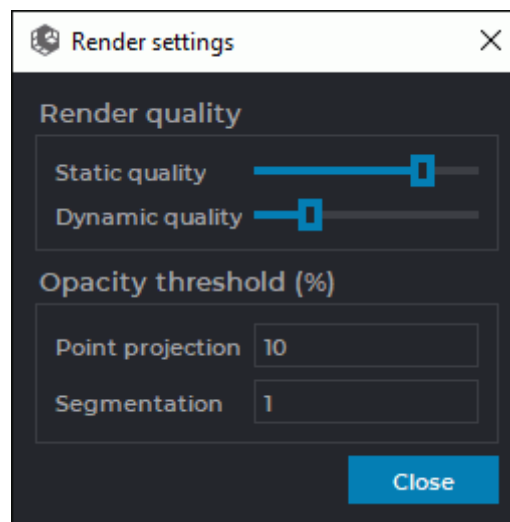 Render settings
Render quality
Static quality
Dynamic quality
Opacity threshold (%)
Point projection 10
Segmentation 1
Close